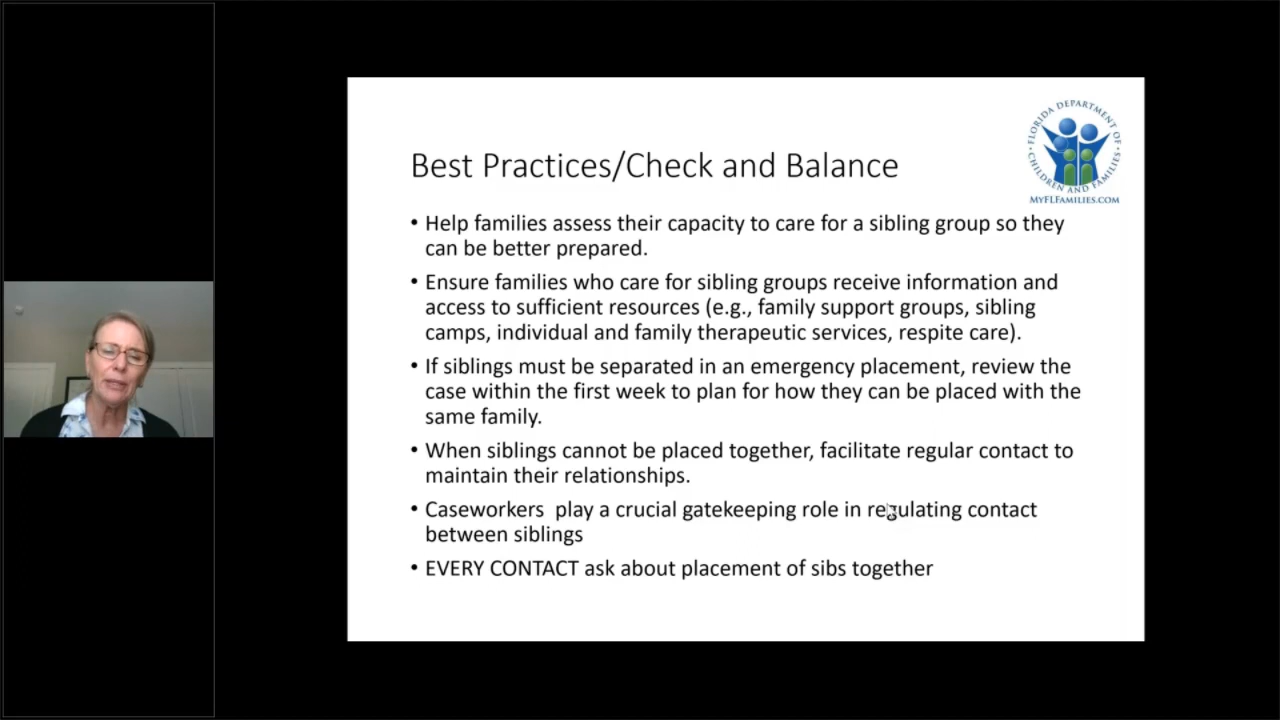 FLORIDA DEPARTMENT OF
CHILDREN AND FAMILIES
MYFLFAMILIES.COM
Best Practices/Check and Balance
• Help families assess their capacity to care for a sibling group so they
can be better prepared.
• Ensure families who care for sibling groups receive information and
access to sufficient resources (e.g., family support groups, sibling
camps, individual and family therapeutic services, respite care).
• If siblings must be separated in an emergency placement, review the
case within the first week to plan for how they can be placed with the
same family.
• When siblings cannot be placed together, facilitate regular contact to
maintain their relationships.
• Caseworkers  play a crucial gatekeeping role in regulating contact
between siblings
• EVERY CONTACT ask about placement of sibs together